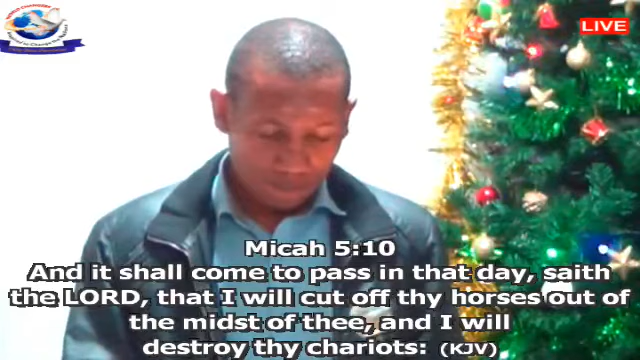 LIVE
Micah 5:10
And it shall come to pass in that day, saith
the LORD, that I will cut off thy horses out of
the midst of thee, and I will
destroy thy chariots: (KJV)